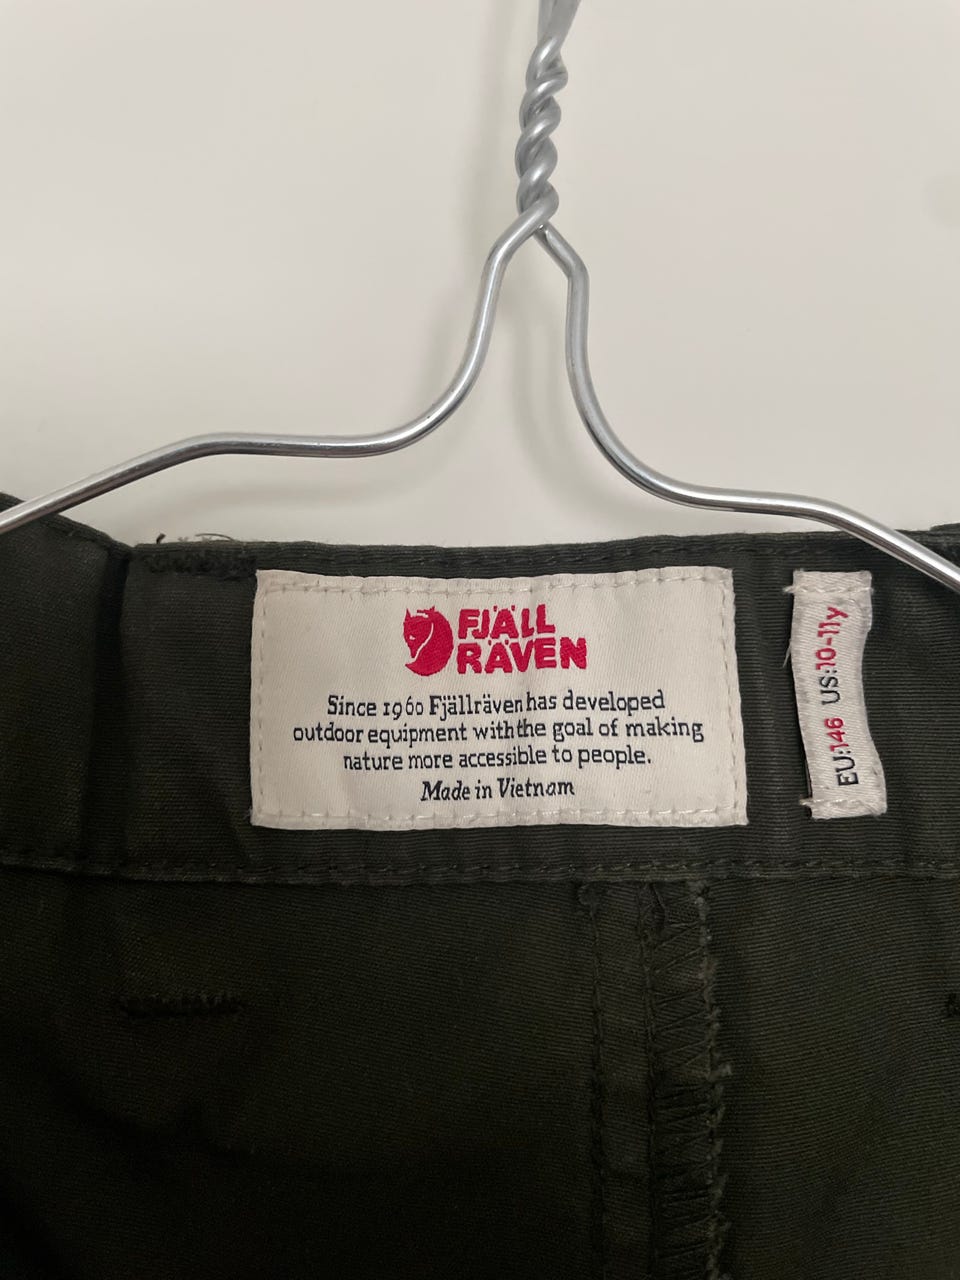 FJÄLL
RÄVEN
Since 1960 Fjällräven has developed
outdoor equipment with the goal of making
nature more accessible to people.
Made in Vietnam
EU:146 US:10-11y